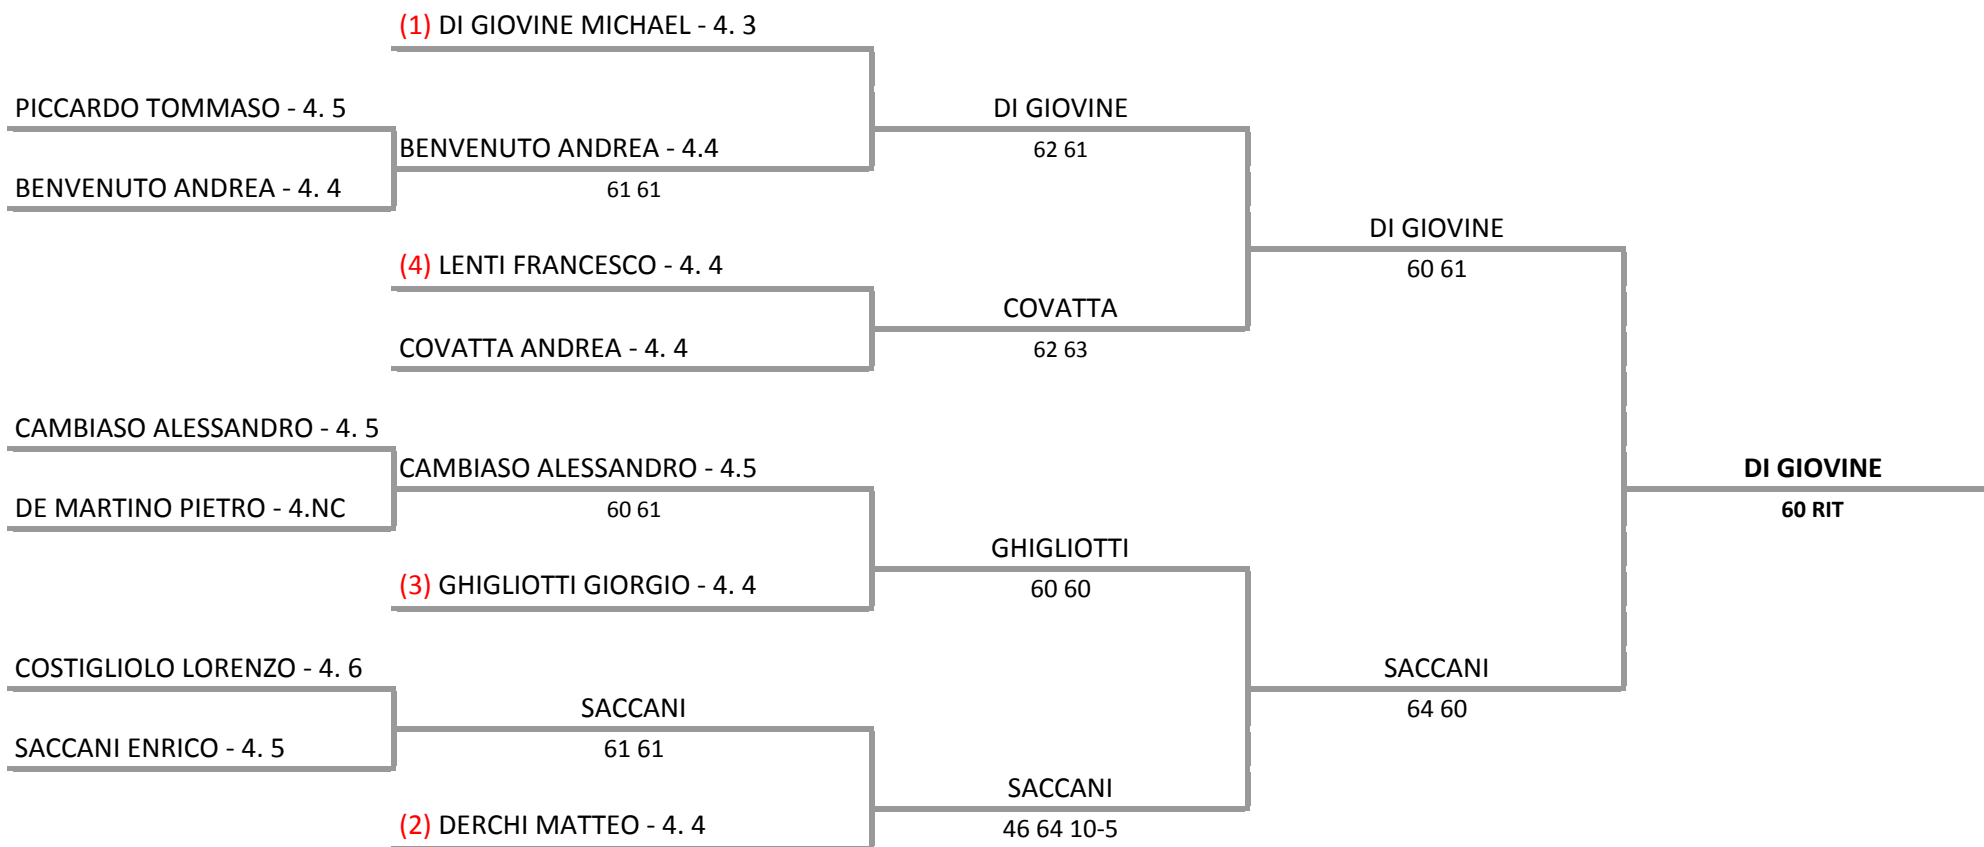 (1) DI GIOVINE MICHAEL - 4. 3
PICCARDO TOMMASO - 4. 5
DI GIOVINE
BENVENUTO ANDREA - 4.4
62 61
BENVENUTO ANDREA - 4. 4
61 61
DI GIOVINE
(4) LENTI FRANCESCO - 4. 4
60 61
COVATTA
COVATTA ANDREA - 4. 4
62 63
CAMBIASO ALESSANDRO - 4. 5
CAMBIASO ALESSANDRO - 4.5
DI GIOVINE
DE MARTINO PIETRO - 4.NC
60 61
60 RIT
GHIGLIOTTI
(3) GHIGLIOTTI GIORGIO - 4. 4
60 60
COSTIGLIOLO LORENZO - 4. 6
SACCANI
SACCANI
64 60
SACCANI ENRICO - 4. 5
61 61
SACCANI
(2) DERCHI MATTEO - 4. 4
46 64 10-5